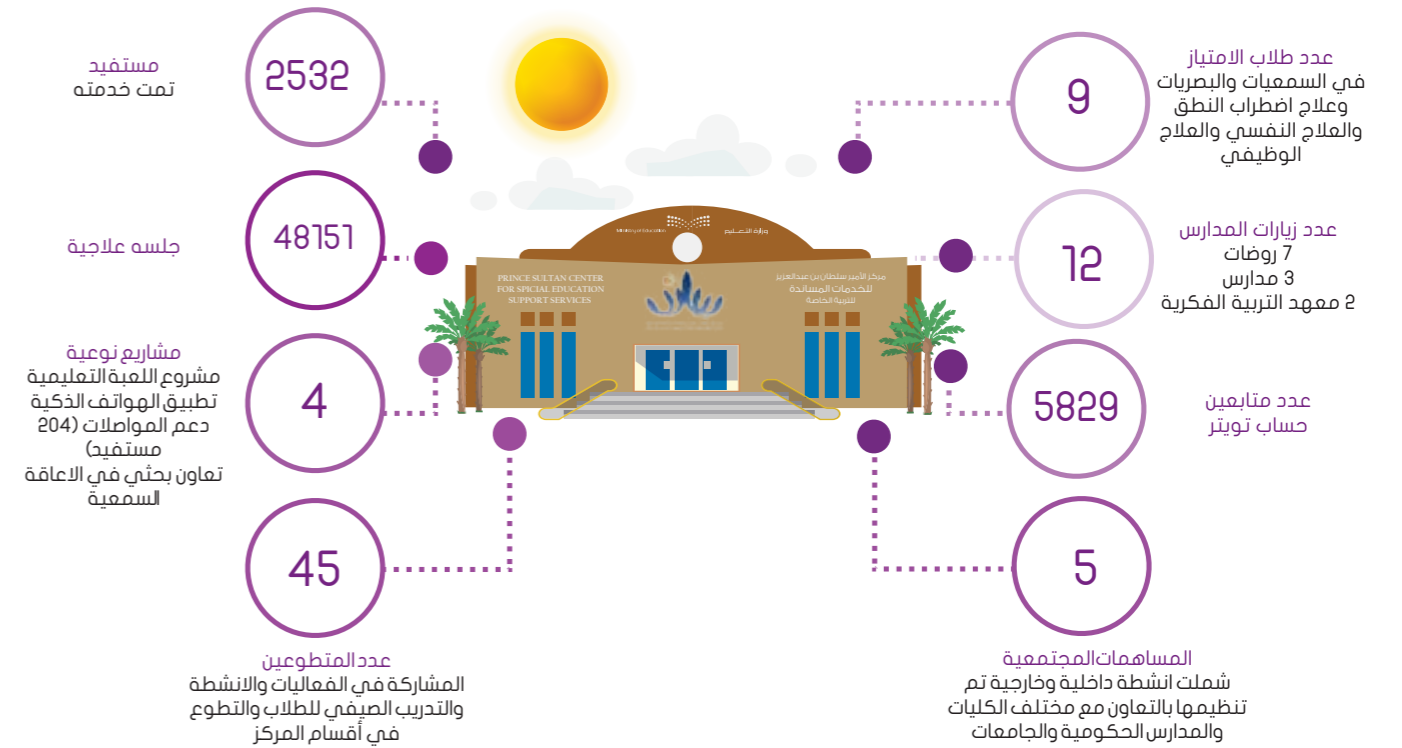 9
عدد طلاب الامتياز
في السمعيات والبصريات
وعلاج اضطراب النطق
والعلاج النفسي والعلاج
الوظيفي
12
عدد زيارات المدارس
7 روضات
3 مدارس
2 معهد التربية الفكرية
5829
عدد متابعين
حساب تويتر
5
المساهمات المجتمعية
شملت انشطة داخلية وخارجية تم
تنظيمها بالتعاون مع مختلف الكليات
والمدارس الحكومية والجامعات
وزارة التعليم
Ministry of Education
مركز الأمير سلطان بن عبدالعزيز
للخدمات المساندة
للتربية الخاصة
PRINCE SULTAN CENTER
FOR SPICIAL EDUCATION
SUPPORT SERVICES
2532
مستفيد
تمت خدمته
48151
جلسه علاجية
4
مشاريع نوعية
مشروع اللعبة التعليمية
تطبيق الهواتف الذكية
دعم المواصلات (204
مستفيد)
تعاون بحثي في الاعاقة
السمعية
45
عدد المتطوعين
المشاركة في الفعاليات والانشطة
والتدريب الصيفي للطلاب والتطوع
في أقسام المركز